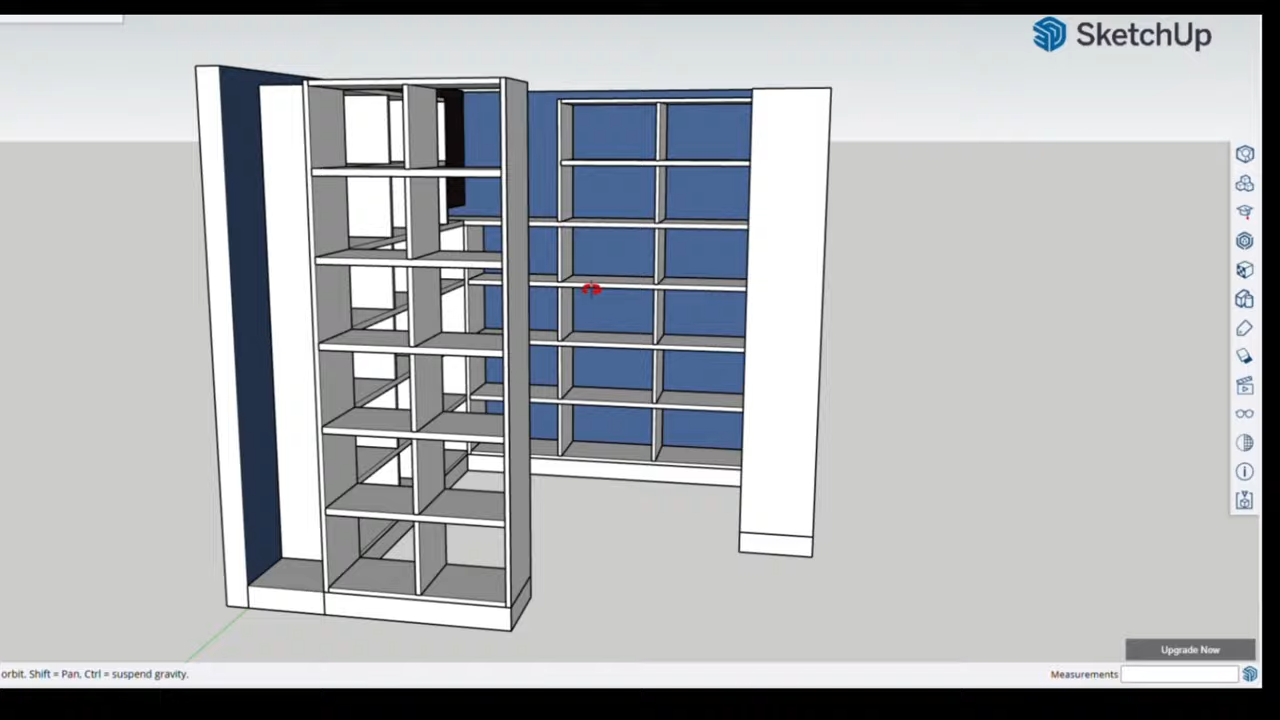 SketchUp
Upgrade Now
orbit. Shift = Pan, Ctrl = suspend gravity.
Measurements